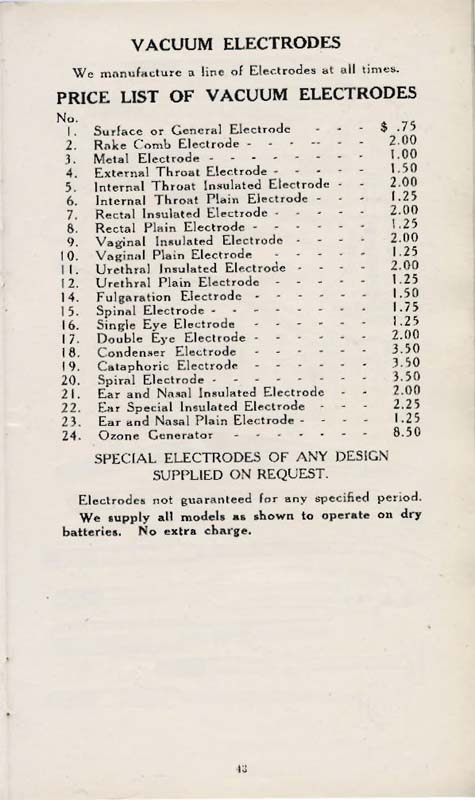 VACUUM ELECTRODES
We manufacture a line of Electrodes at all times.
PRICE LIST OF VACUUM ELECTRODES
No.
1. Surface or General Electrode - - - $ .75
2. Rake Comb Electrode - - - -- - - 2.00
3. Metal Electrode - - - - - - - - 1.00
4. External Throat Electrode - - - - - 1.50
5. Internal Throat Insulated Electrode - - 2.00
6. Internal Throat Plain Electrode - - - 1.25
7. Rectal Insulated Electrode - - - - - 2.00
8. Rectal Plain Electrode - - - - - - 1.25
9. Vaginal Insulated Electrode - - - - 2.00
10. Vaginal Plain Electrode - - - - - 1.25
11. Urethral Insulated Electrode - - - - 2.00
12. Urethral Plain Electrode - - - - - 1.25
14. Fulgaration Electrode - - - - - - 1.50
15. Spinal Electrode - - - - - - - - 1.75
16. Single Eye Electrode - - - - - - 1.25
17. Double Eye Electrode - - - - - - 2.00
18. Condenser Electrode - - - - - - 3.50
19. Cataphoric Electrode - - - - - - 3.50
20. Spiral Electrode - - - - - - - - 3.50
21. Ear and Nasal Insulated Electrode - - 2.00
22. Ear Special Insulated Electrode - - - 2.25
23. Ear and Nasal Plain Electrode - - - - 1.25
24. Ozone Generator - - - - - - - 8.50
SPECIAL ELECTRODES OF ANY DESIGN
SUPPLIED ON REQUEST.
Electrodes not guaranteed for any specified period.
We supply all models as shown to operate on dry
batteries. No extra charge.
43